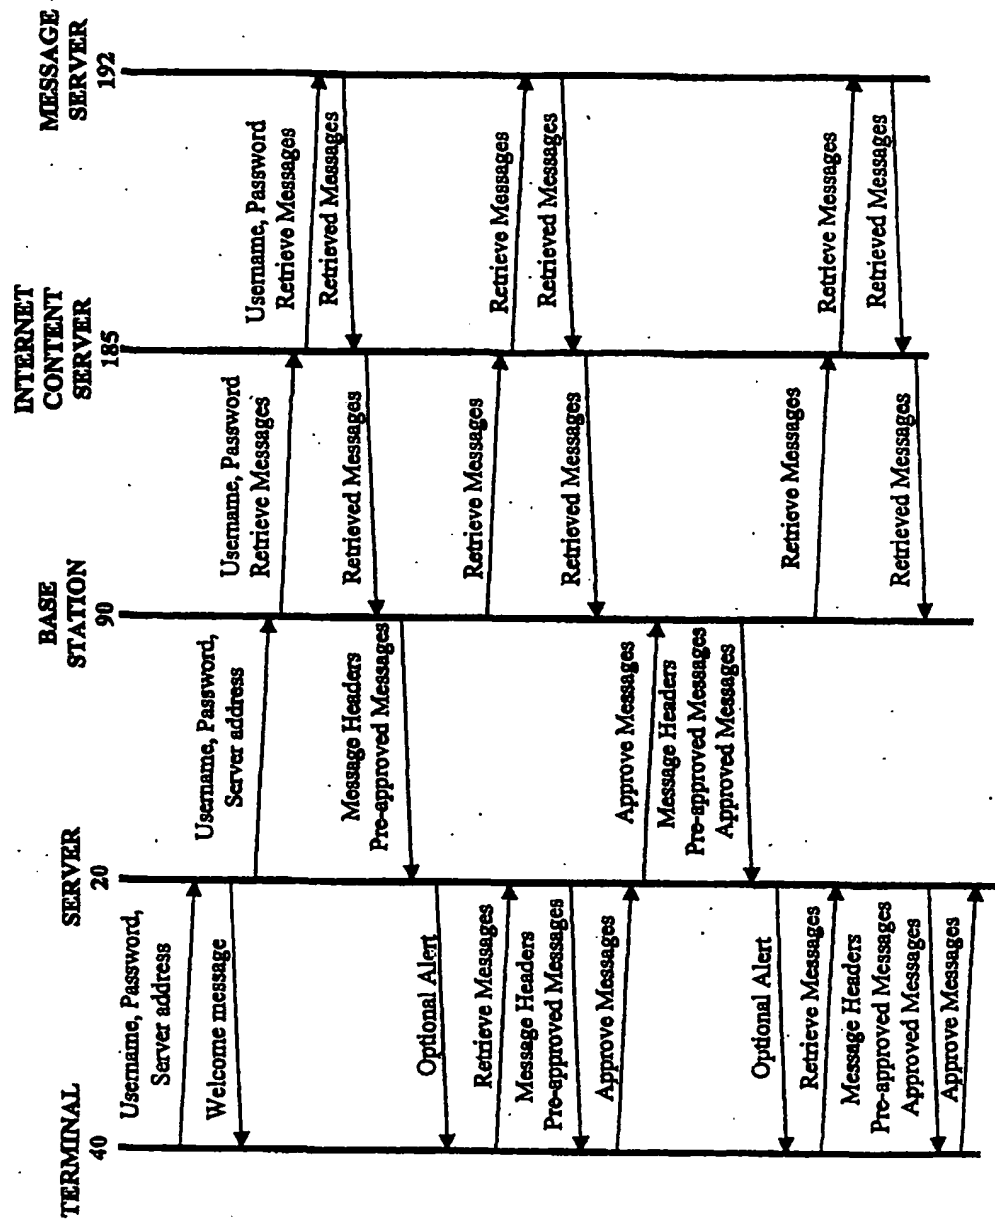 TERMINAL
40
SERVER
20
BASE
STATION
90
INTERNET
CONTENT
SERVER
185
MESSAGE
SERVER
192
Username, Password,
Server address
Welcome message
Optional Alert
Retrieve Messages
Message Headers
Pre-approved Messages
Approve Messages
Optional Alert
Retrieve Messages
Message Headers
Pre-approved Messages
Approved Messages
Approve Messages
Username, Password,
Server address
Message Headers
Pre-approved Messages
Approve Messages
Message Headers
Pre-approved Messages
Approved Messages
Username, Password
Retrieve Messages
Retrieved Messages
Retrieve Messages
Retrieved Messages
Retrieve Messages
Retrieved Messages
Username, Password
Retrieve Messages
Retrieved Messages
Retrieve Messages
Retrieved Messages
Retrieve Messages
Retrieved Messages